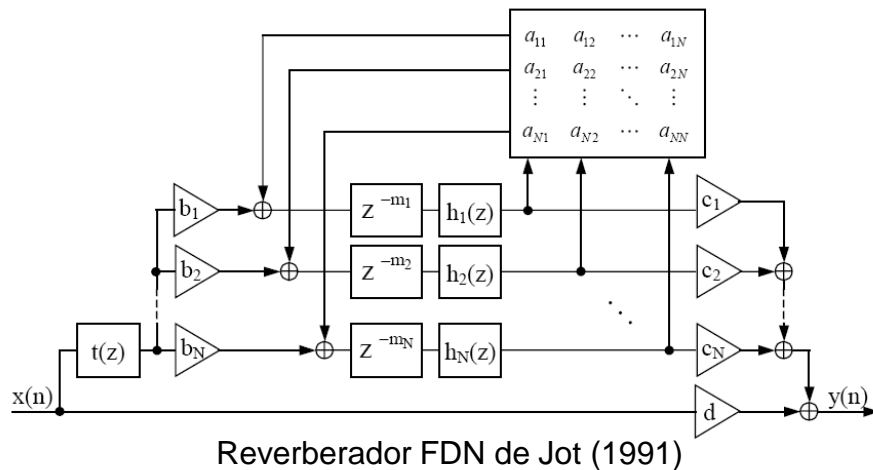 a₁₁ a₁₂ ⋯ a₁N
a₂₁ a₂₂ ⋯ a₂N
⋮ ⋮ ⋱ ⋮
aN₁ aN₂ ⋯ aNN
b₁ z⁻ᵐ¹ h₁(z) c₁
b₂ z⁻ᵐ² h₂(z) c₂
⋱
t(z) bN z⁻ᵐN hN(z) cN
x(n) d y(n)
Reverberador FDN de Jot (1991)